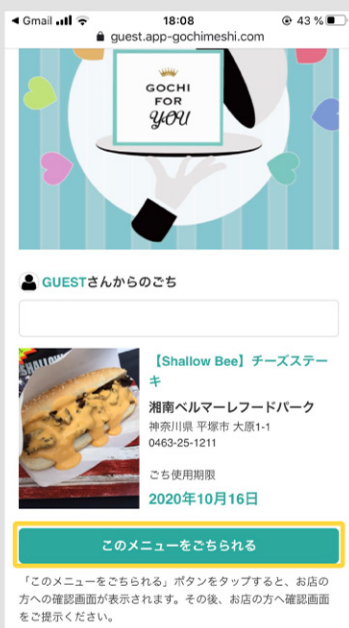 ◀ Gmail 18:08 43 %
guest.app-gochimeshi.com
GOCHI
FOR
YOU
GUESTさんからのごち
SHALLOW
【Shallow Bee】チーズステー
キ
湘南ベルマーレフードパーク
神奈川県 平塚市 大原1-1
0463-25-1211
ごち使用期限
2020年10月16日
このメニューをごちられる
「このメニューをごちられる」ボタンをタップすると、お店の
方への確認画面が表示されます。その後、お店の方へ確認画面
をご提示ください。